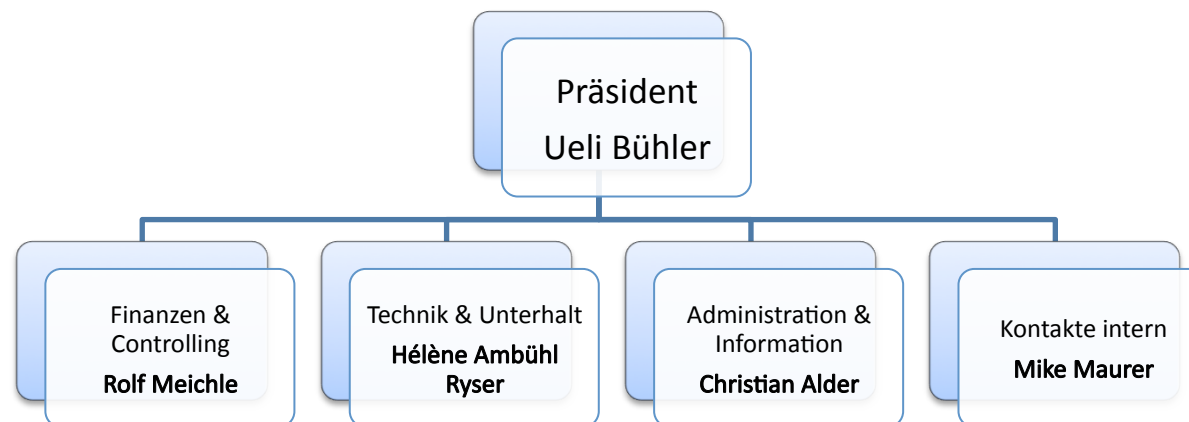 Präsident
Ueli Bühler
Finanzen &
Controlling
Rolf Meichle
Technik & Unterhalt
Hélène Ambühl
Ryser
Administration &
Information
Christian Alder
Kontakte intern
Mike Maurer